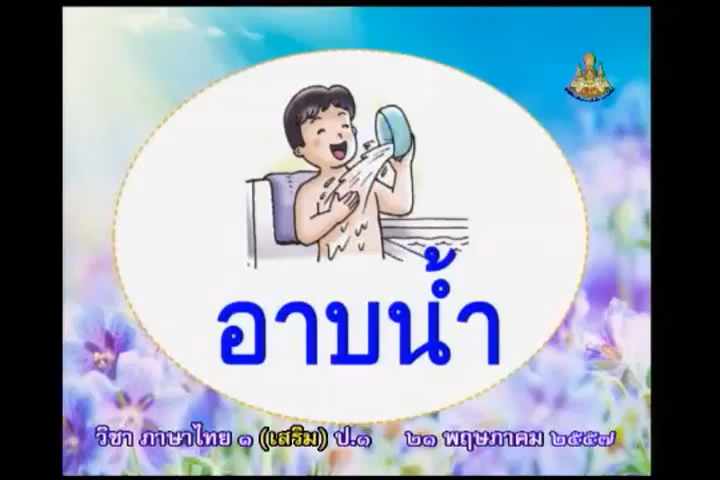 อาบน้ำ
วิชา ภาษาไทย ๑ (เสริม) ป.๑ ๒๑ พฤษภาคม ๒๕๕๗